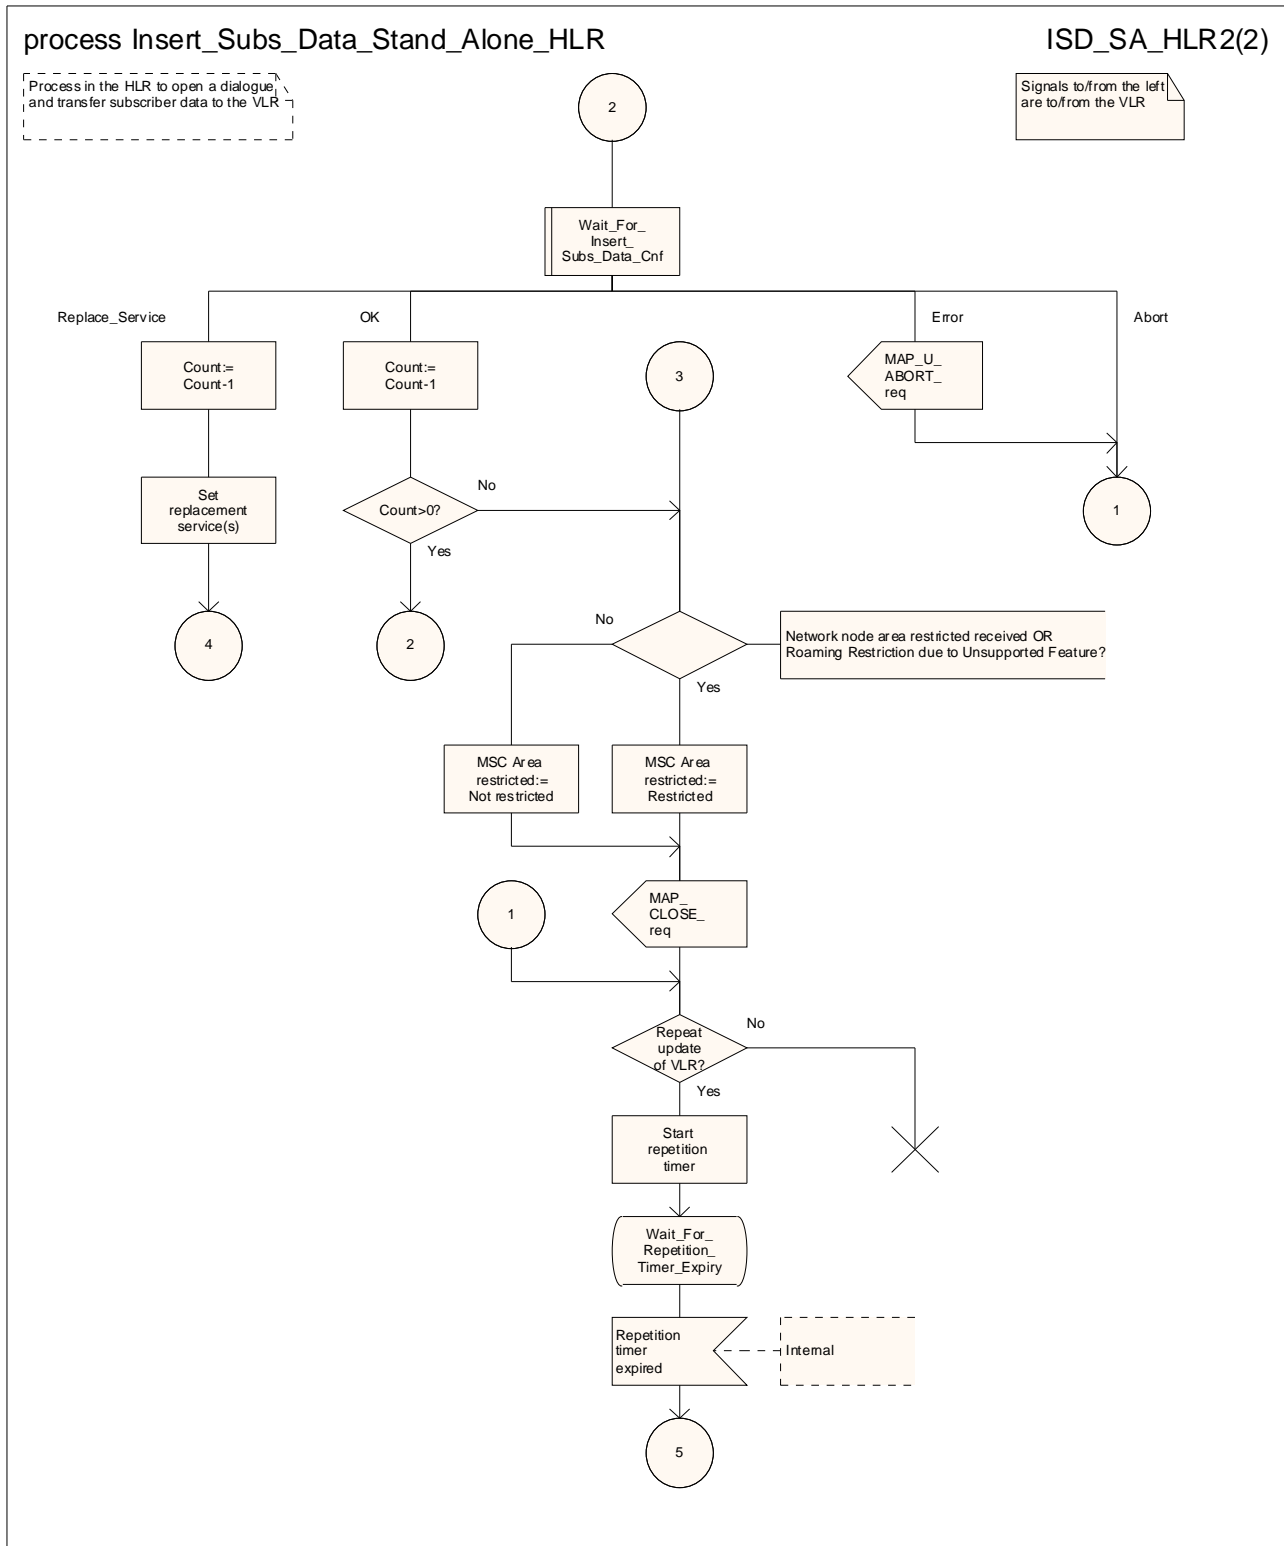 process Insert_Subs_Data_Stand_Alone_HLR
ISD_SA_HLR2(2)
Process in the HLR to open a dialogue
and transfer subscriber data to the VLR
2
Signals to/from the left
are to/from the VLR
Wait_For_
Insert_
Subs_Data_Cnf
Replace_Service
OK
Error
Abort
Count:=
Count-1
Count:=
Count-1
3
MAP_U_
ABORT_
req
Set
replacement
service(s)
Count>0?
No
Yes
1
4
2
No
Yes
Network node area restricted received OR
Roaming Restriction due to Unsupported Feature?
MSC Area
restricted:=
Not restricted
MSC Area
restricted:=
Restricted
1
MAP_
CLOSE_
req
Repeat
update
of VLR?
No
Yes
Start
repetition
timer
Wait_For_
Repetition_
Timer_Expiry
Repetition
timer
expired
Internal
5